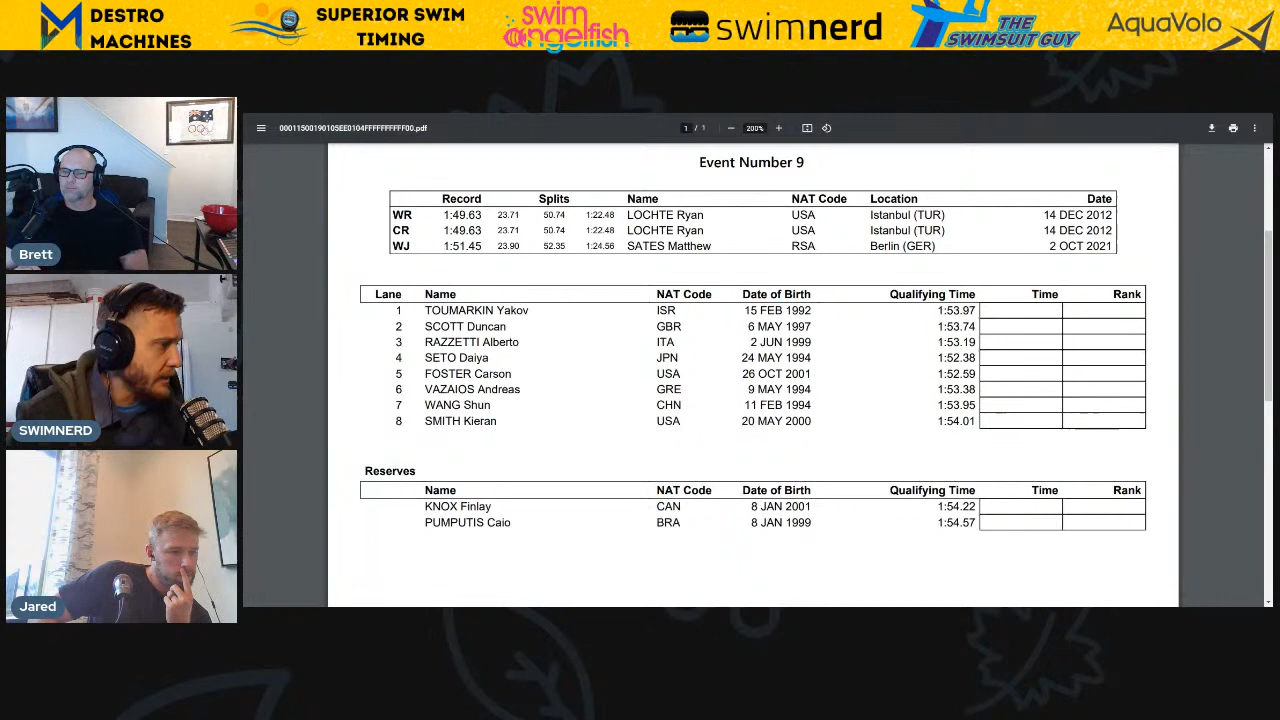 DESTRO
MACHINES
SUPERIOR SWIM
TIMING
swim
angelfish
swimnerd
THE
SWIMSUIT GUY
AquaVolo
Brett
SWIMNERD
Jared
00011500190105EE0104FFFFFFFFFF00.pdf
1 / 1
200%
Event Number 9
Record Splits Name NAT Code Location Date
WR 1:49.63 23.71 50.74 1:22.48 LOCHTE Ryan USA Istanbul (TUR) 14 DEC 2012
CR 1:49.63 23.71 50.74 1:22.48 LOCHTE Ryan USA Istanbul (TUR) 14 DEC 2012
WJ 1:51.45 23.90 52.35 1:24.56 SATES Matthew RSA Berlin (GER) 2 OCT 2021
Lane Name NAT Code Date of Birth Qualifying Time Time Rank
1 TOUMARKIN Yakov ISR 15 FEB 1992 1:53.97
2 SCOTT Duncan GBR 6 MAY 1997 1:53.74
3 RAZZETTI Alberto ITA 2 JUN 1999 1:53.19
4 SETO Daiya JPN 24 MAY 1994 1:52.38
5 FOSTER Carson USA 26 OCT 2001 1:52.59
6 VAZAIOS Andreas GRE 9 MAY 1994 1:53.38
7 WANG Shun CHN 11 FEB 1994 1:53.95
8 SMITH Kieran USA 20 MAY 2000 1:54.01
Reserves
Name NAT Code Date of Birth Qualifying Time Time Rank
KNOX Finlay CAN 8 JAN 2001 1:54.22
PUMPUTIS Caio BRA 8 JAN 1999 1:54.57